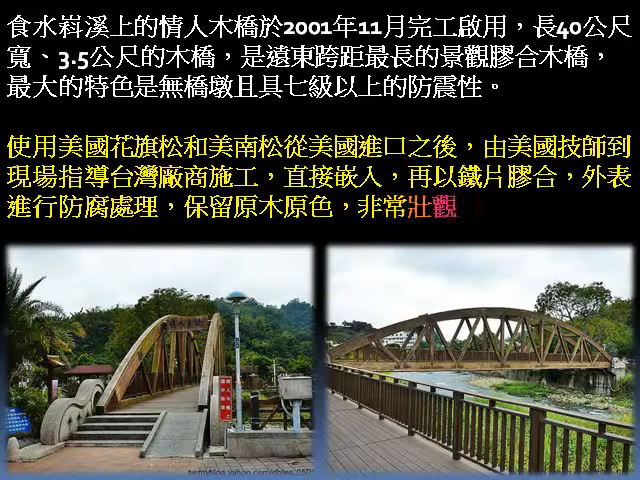 食水嵙溪上的情人木橋於2001年11月完工啟用，長40公尺
寬、3.5公尺的木橋，是遠東跨距最長的景觀膠合木橋，
最大的特色是無橋墩且具七級以上的防震性。
使用美國花旗松和美南松從美國進口之後，由美國技師到
現場指導台灣廠商施工，直接嵌入，再以鐵片膠合，外表
進行防腐處理，保留原木原色，非常壯觀